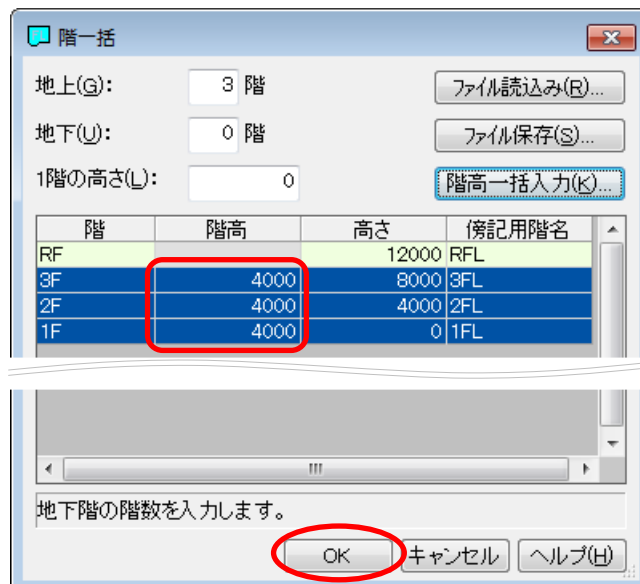 階一括
地上(G): 3 階 ファイル読込み(R)...
地下(U): 0 階 ファイル保存(S)...
1階の高さ(L): 0 階高一括入力(K)...
階 階高 高さ 傍記用階名
RF 12000 RFL
3F 4000 8000 3FL
2F 4000 4000 2FL
1F 4000 0 1FL
地下階の階数を入力します。
OK キャンセル ヘルプ(H)